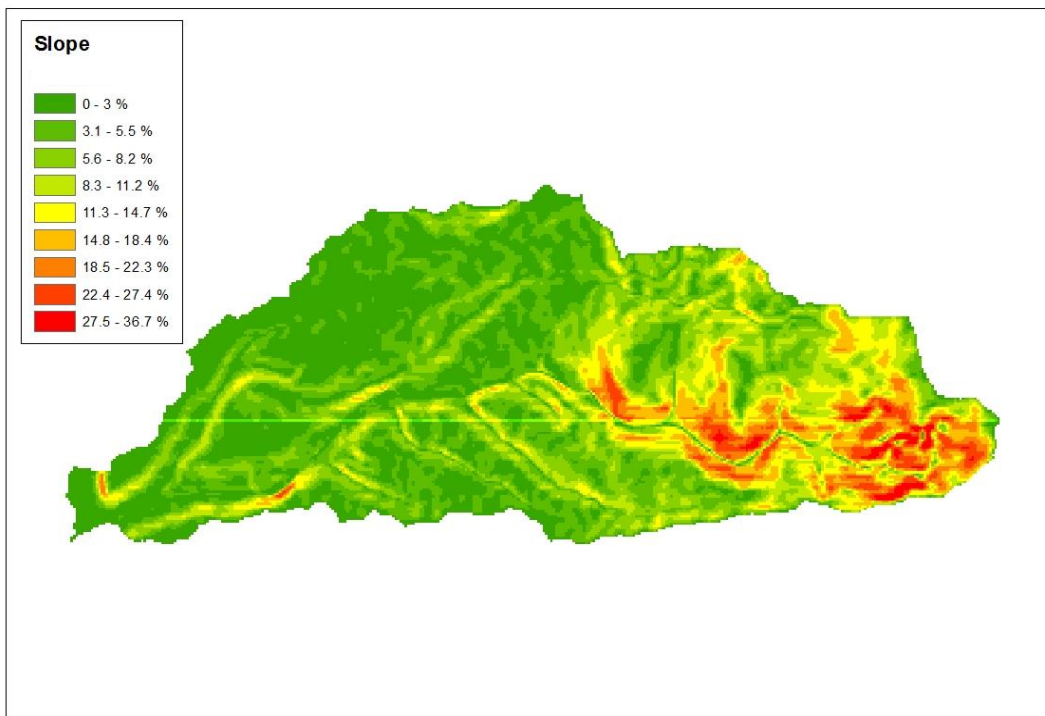 Slope
0 - 3 %
3.1 - 5.5 %
5.6 - 8.2 %
8.3 - 11.2 %
11.3 - 14.7 %
14.8 - 18.4 %
18.5 - 22.3 %
22.4 - 27.4 %
27.5 - 36.7 %